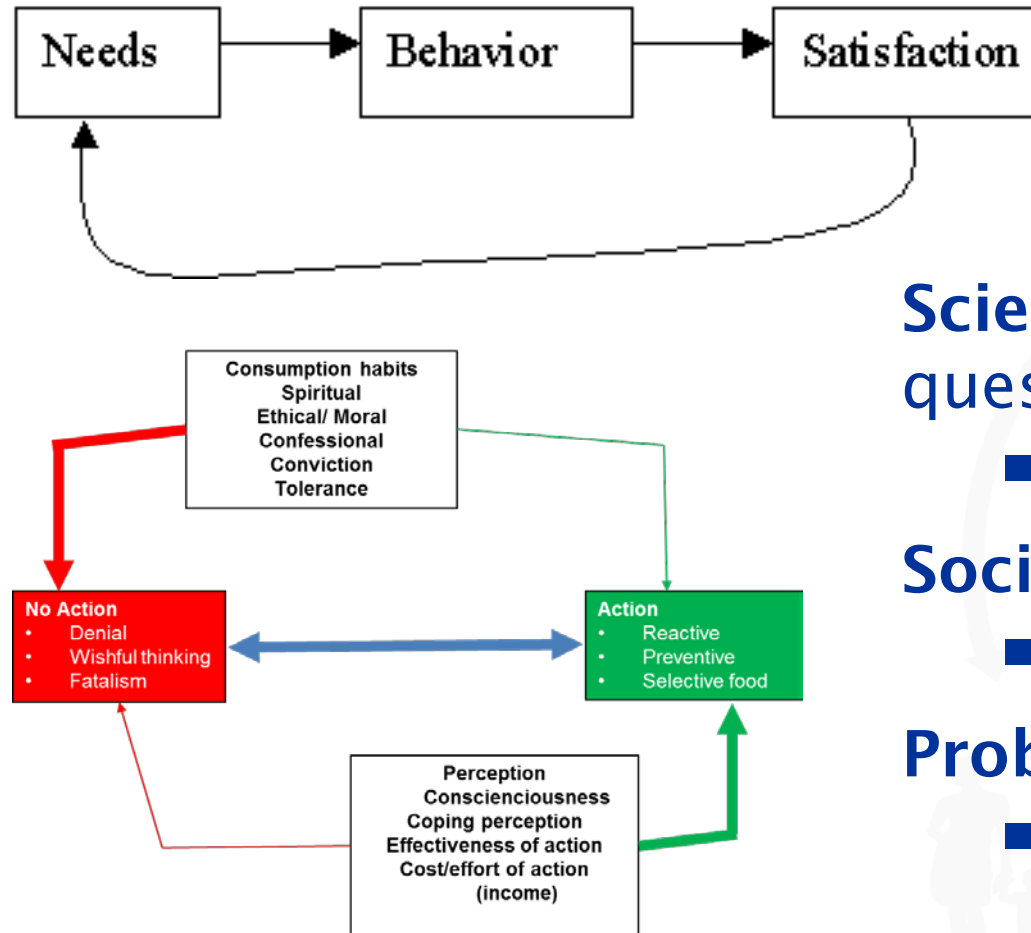 Needs
Behavior
Satisfaction
Consumption habits
Spiritual
Ethical/ Moral
Confessional
Conviction
Tolerance
No Action
• Denial
• Wishful thinking
• Fatalism
Action
• Reactive
• Preventive
• Selective food
Perception
Conscienciousness
Coping perception
Effectiveness of action
Cost/effort of action
(income)